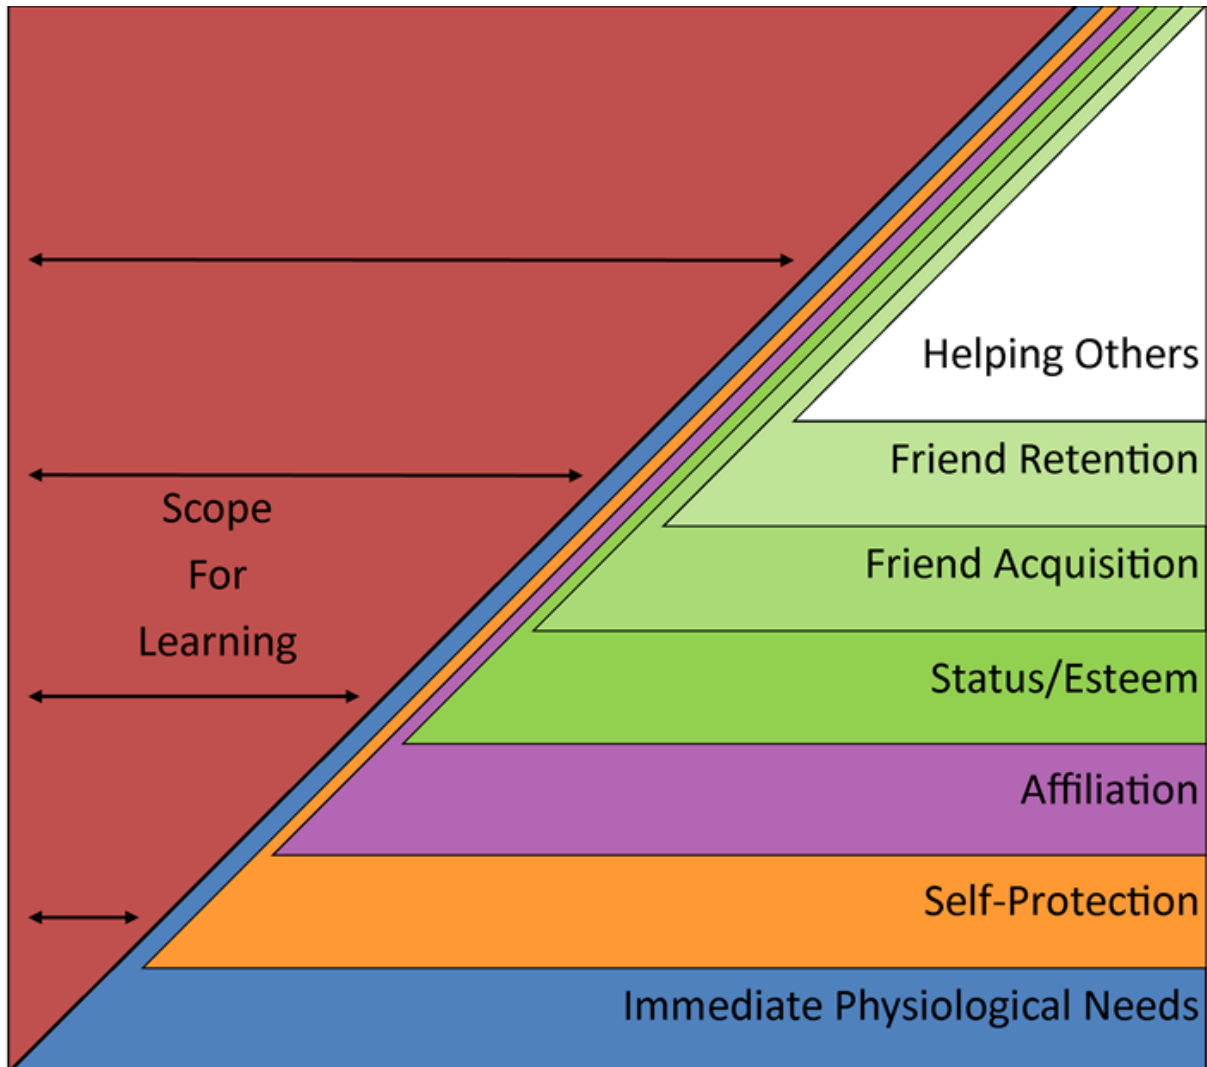 Helping Others
Friend Retention
Scope
For
Learning
Friend Acquisition
Status/Esteem
Affiliation
Self-Protection
Immediate Physiological Needs